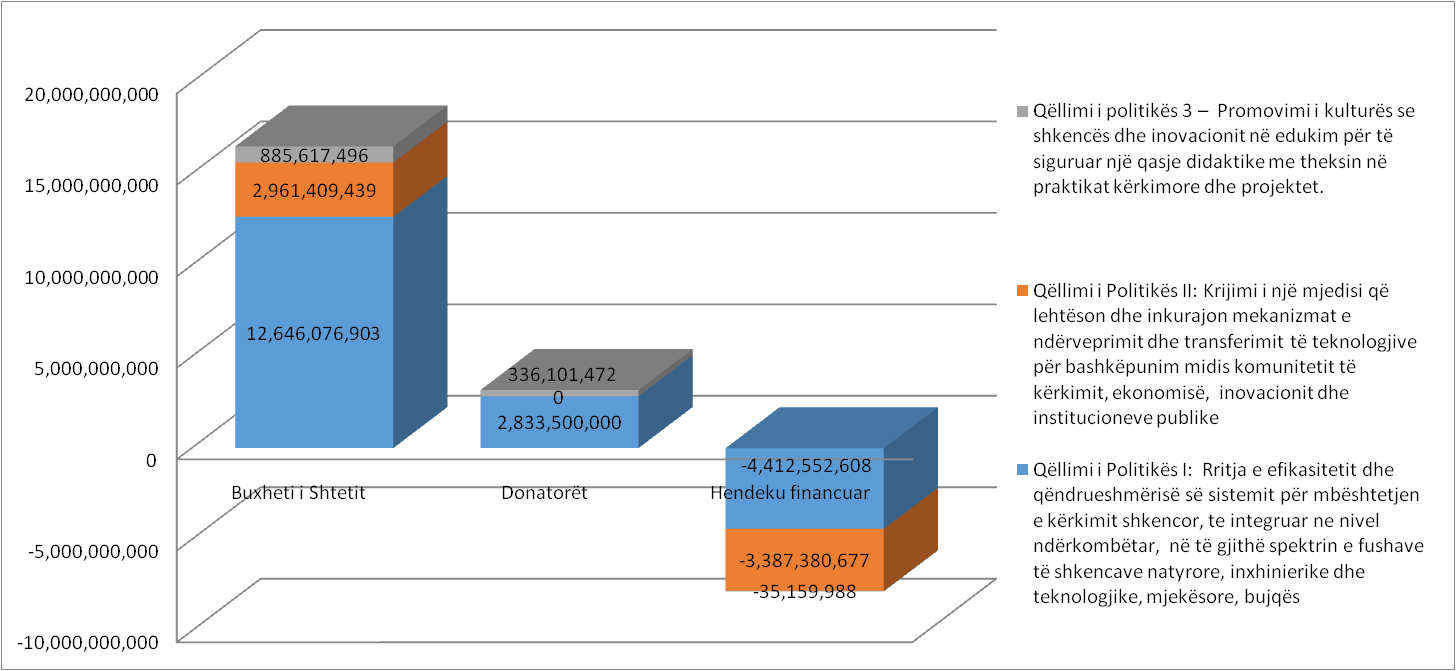 20,000,000,000
15,000,000,000
10,000,000,000
5,000,000,000
0
-5,000,000,000
-10,000,000,000
885,617,496
2,961,409,439
12,646,076,903
336,101,472
0
2,833,500,000
-4,412,552,608
-3,387,380,677
-35,159,988
Buxheti i Shtetit
Donatorët
Hendeku financuar
Qëllimi i politikës 3 – Promovimi i kulturës se
shkencës dhe inovacionit në edukim për të
siguruar një qasje didaktike me theksin në
praktikat kërkimore dhe projektet.
Qëllimi i Politikës II: Krijimi i një mjedisi që
lehtëson dhe inkurajon mekanizmat e
ndërveprimit dhe transferimit të teknologjive
për bashkëpunim midis komunitetit të
kërkimit, ekonomisë, inovacionit dhe
institucioneve publike
Qëllimi i Politikës I: Rritja e efikasitetit dhe
qëndrueshmërisë së sistemit për mbështetjen
e kërkimit shkencor, te integruar ne nivel
ndërkombëtar, në të gjithë spektrin e fushave
të shkencave natyrore, inxhinierike dhe
teknologjike, mjekësore, bujqës